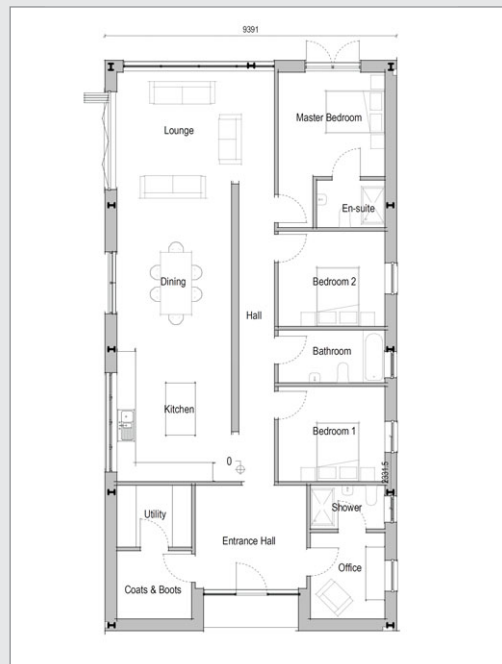 9391
Lounge
Master Bedroom
En-suite
Dining
Bedroom 2
Hall
Bathroom
Kitchen
Bedroom 1
0
2331.5
Utility
Shower
Entrance Hall
Office
Coats & Boots